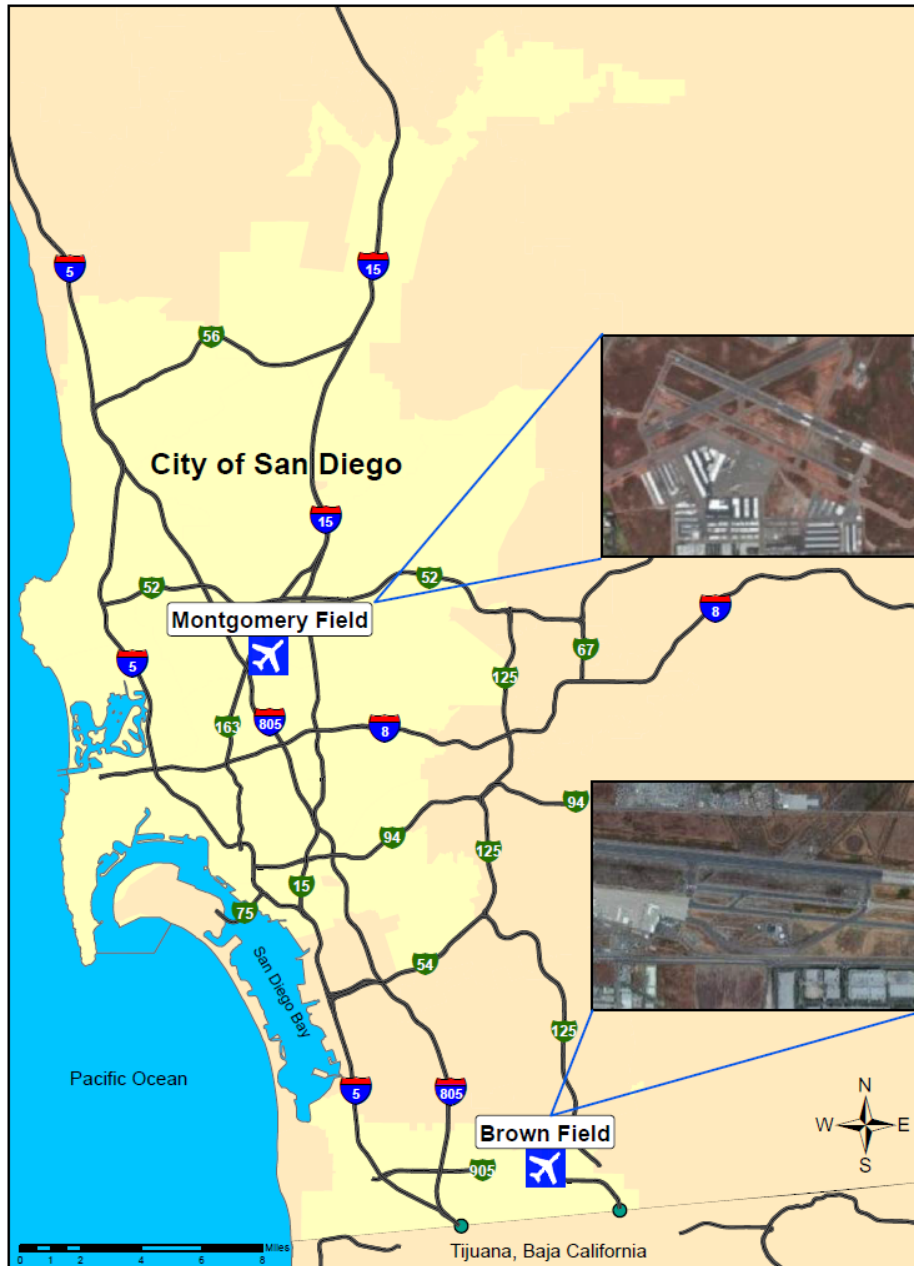 5
15
56
City of San Diego
15
52
52
Montgomery Field
8
67
5
125
163
805
8
94
94
125
15
75
54
San Diego Bay
125
Pacific Ocean
5
805
N
W E
S
Brown Field
905
0 1 2 4 6 8 Miles
Tijuana, Baja California